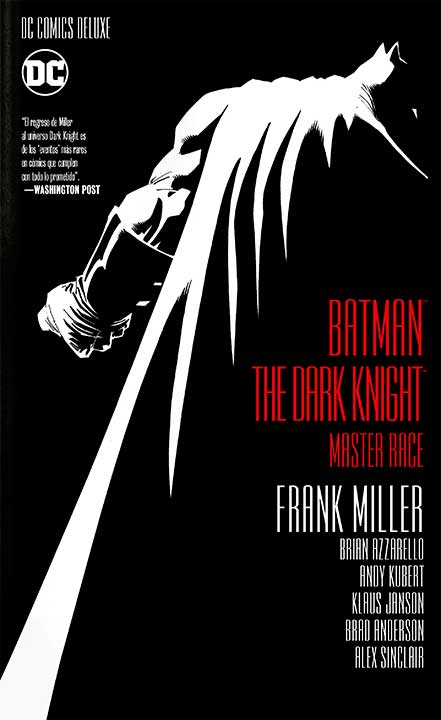 DC COMICS DELUXE
DC
"El regreso de Miller
al universo Dark Knight es
de los "eventos" más raros
en cómics que cumplen
con todo lo prometido".
—WASHINGTON POST
BATMAN™
THE DARK KNIGHT™
MASTER RACE
FRANK MILLER
BRIAN AZZARELLO
ANDY KUBERT
KLAUS JANSON
BRAD ANDERSON
ALEX SINCLAIR